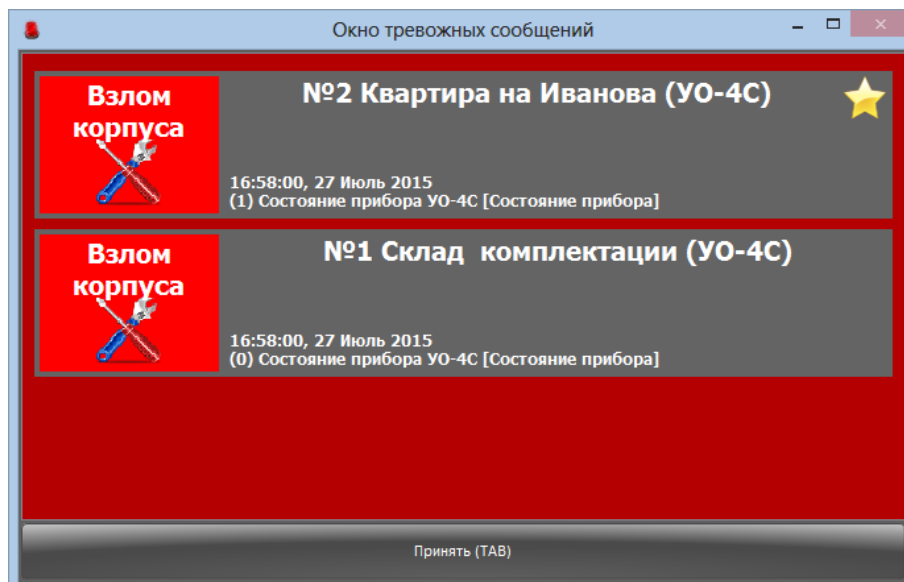 Окно тревожных сообщений
Взлом
корпуса
№2 Квартира на Иванова (УО-4С)
16:58:00, 27 Июль 2015
(1) Состояние прибора УО-4С [Состояние прибора]
Взлом
корпуса
№1 Склад  комплектации (УО-4С)
16:58:00, 27 Июль 2015
(0) Состояние прибора УО-4С [Состояние прибора]
Принять (TAB)